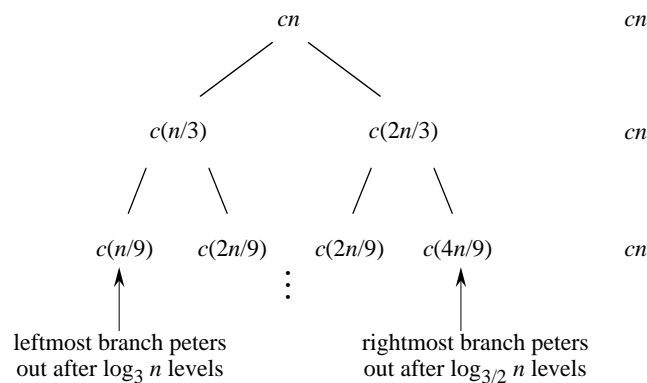 cn cn
c(n/3) c(2n/3) cn
c(n/9) c(2n/9) c(2n/9) c(4n/9) cn
leftmost branch peters rightmost branch peters
out after log₃ n levels out after log₃/₂ n levels